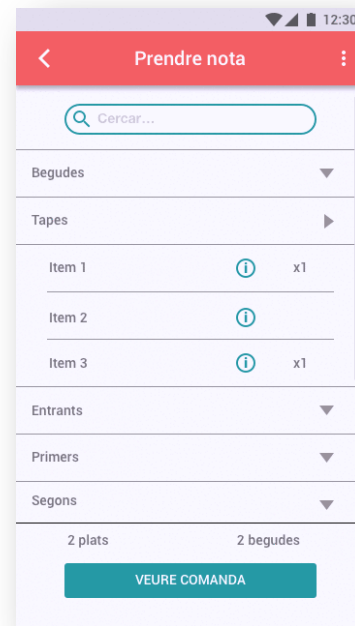 12:30
Prendre nota
Cercar...
Begudes
Tapes
Item 1 x1
Item 2
Item 3 x1
Entrants
Primers
Segons
2 plats 2 begudes
VEURE COMANDA